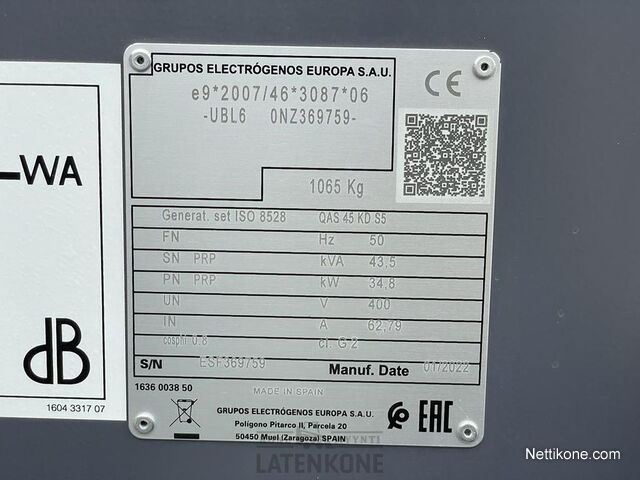 GRUPOS ELECTRÓGENOS EUROPA S.A.U.
e9*2007/46*3087*06
-UBL6 0NZ369759-
CE
1065 Kg
WA
Generat. set ISO 8528 QAS 45 KD S5
FN Hz 50
SN PRP kVA 43,5
PN PRP kW 34,8
UN V 400
IN A 62,79
cosphi 0.8 cl. G 2
S/N ESF369759 Manuf. Date 01/2022
dB
1636 0038 50
MADE IN SPAIN
1604 3317 07
GRUPOS ELECTRÓGENOS EUROPA S.A.U.
Polígono Pitarco II, Parcela 20
50450 Muel (Zaragoza) SPAIN
EAC
LATENKONE
Nettikone.com